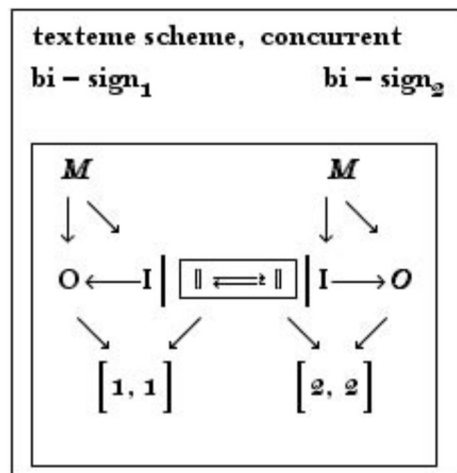 texteme scheme, concurrent
bi – sign₁ bi – sign₂
M M
O ← I | 𝕀 ⇌ 𝕀 | I → O
[1, 1] [2, 2]